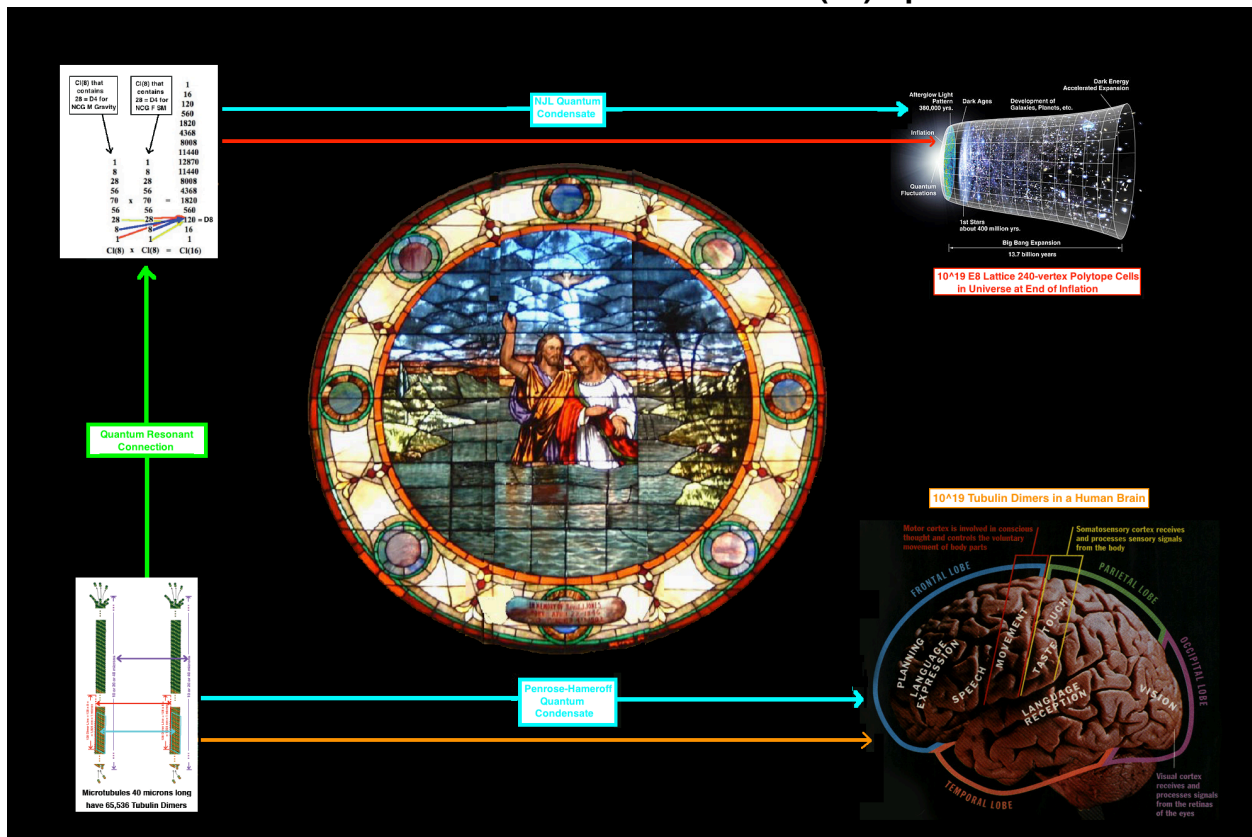 Cl(8) that
contains
28 = D4 for
NCG M Gravity
Cl(8) that
contains
28 = D4 for
NCG F SM
1
16
120
560
1820
4368
8008
11440
12870
11440
8008
4368
1820
560
120 = D8
16
1
1
8
28
56
70
56
28
8
1
x
1
8
28
56
70
56
28
8
1
=
Cl(8) x Cl(8) = Cl(16)
NJL Quantum
Condensate
Afterglow Light
Pattern
380,000 yrs.
Dark Ages
Development of
Galaxies, Planets, etc.
Dark Energy
Accelerated Expansion
Inflation
Quantum
Fluctuations
1st Stars
about 400 million yrs.
Big Bang Expansion
13.7 billion years
10^19 E8 Lattice 240-vertex Polytope Cells
in Universe at End of Inflation
Quantum Resonant
Connection
10^19 Tubulin Dimers in a Human Brain
Motor cortex is involved in conscious
thought and controls the voluntary
movement of body parts
Somatosensory cortex receives
and processes sensory signals
from the body
FRONTAL LOBE
PARIETAL LOBE
OCCIPITAL LOBE
TEMPORAL LOBE
PLANNING
LANGUAGE
EXPRESSION
SPEECH
MOVEMENT
TOUCH
TASTE
LANGUAGE
RECEPTION
VISION
Visual cortex
receives and
processes signals
from the retinas
of the eyes
Penrose-Hameroff
Quantum
Condensate
Microtubules 40 microns long
have 65,536 Tubulin Dimers